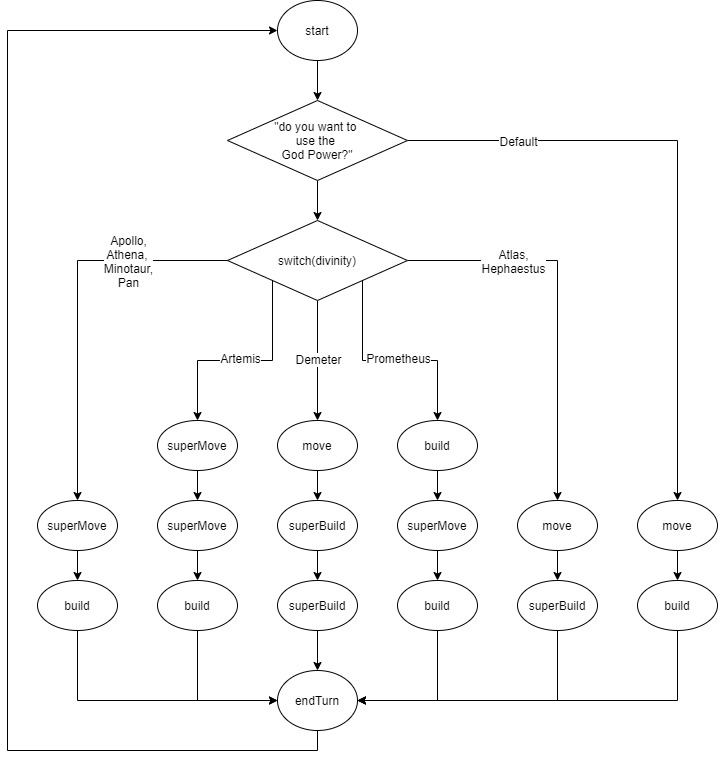 start
"do you want to
use the
God Power?"
Default
switch(divinity)
Apollo,
Athena,
Minotaur,
Pan
Atlas,
Hephaestus
Artemis
Demeter
Prometheus
superMove
move
build
superMove
superMove
superBuild
superMove
move
move
build
build
superBuild
build
superBuild
build
endTurn